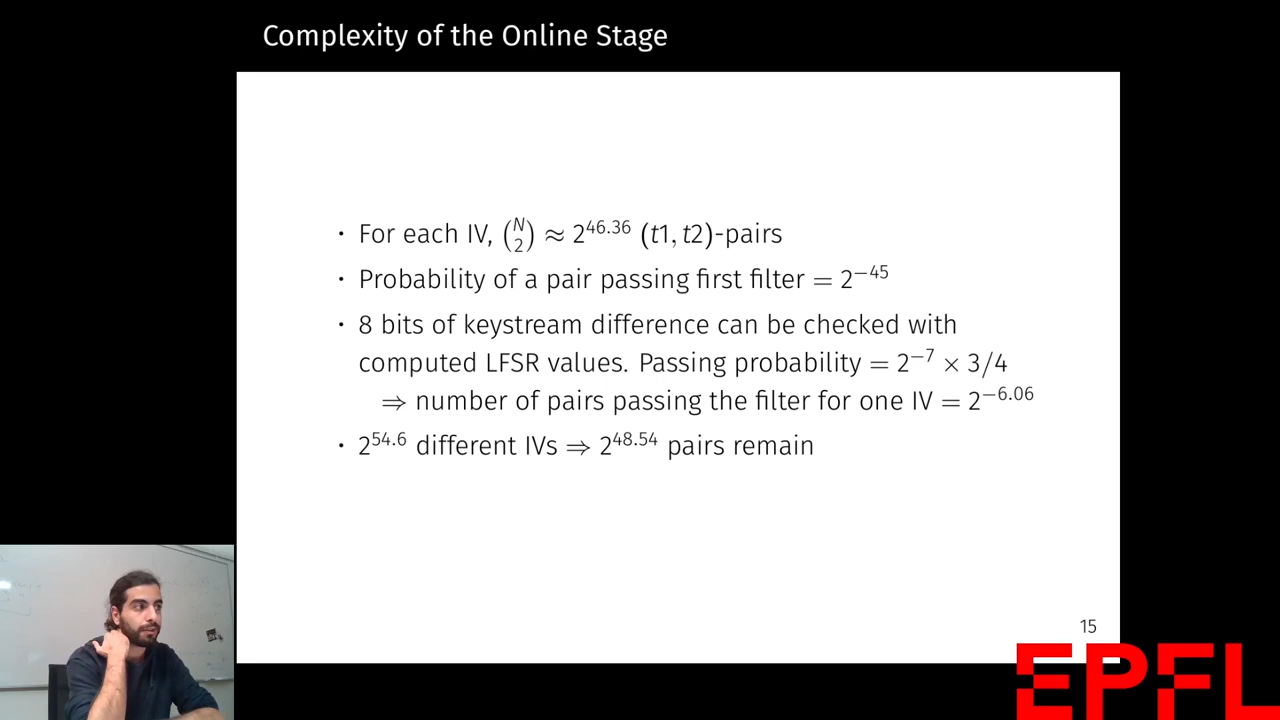 Complexity of the Online Stage
· For each IV, (N 2) ≈ 2^46.36 (t1, t2)-pairs
· Probability of a pair passing first filter = 2^−45
· 8 bits of keystream difference can be checked with
computed LFSR values. Passing probability = 2^−7 × 3/4
⇒ number of pairs passing the filter for one IV = 2^−6.06
· 2^54.6 different IVs ⇒ 2^48.54 pairs remain
15
EPFL